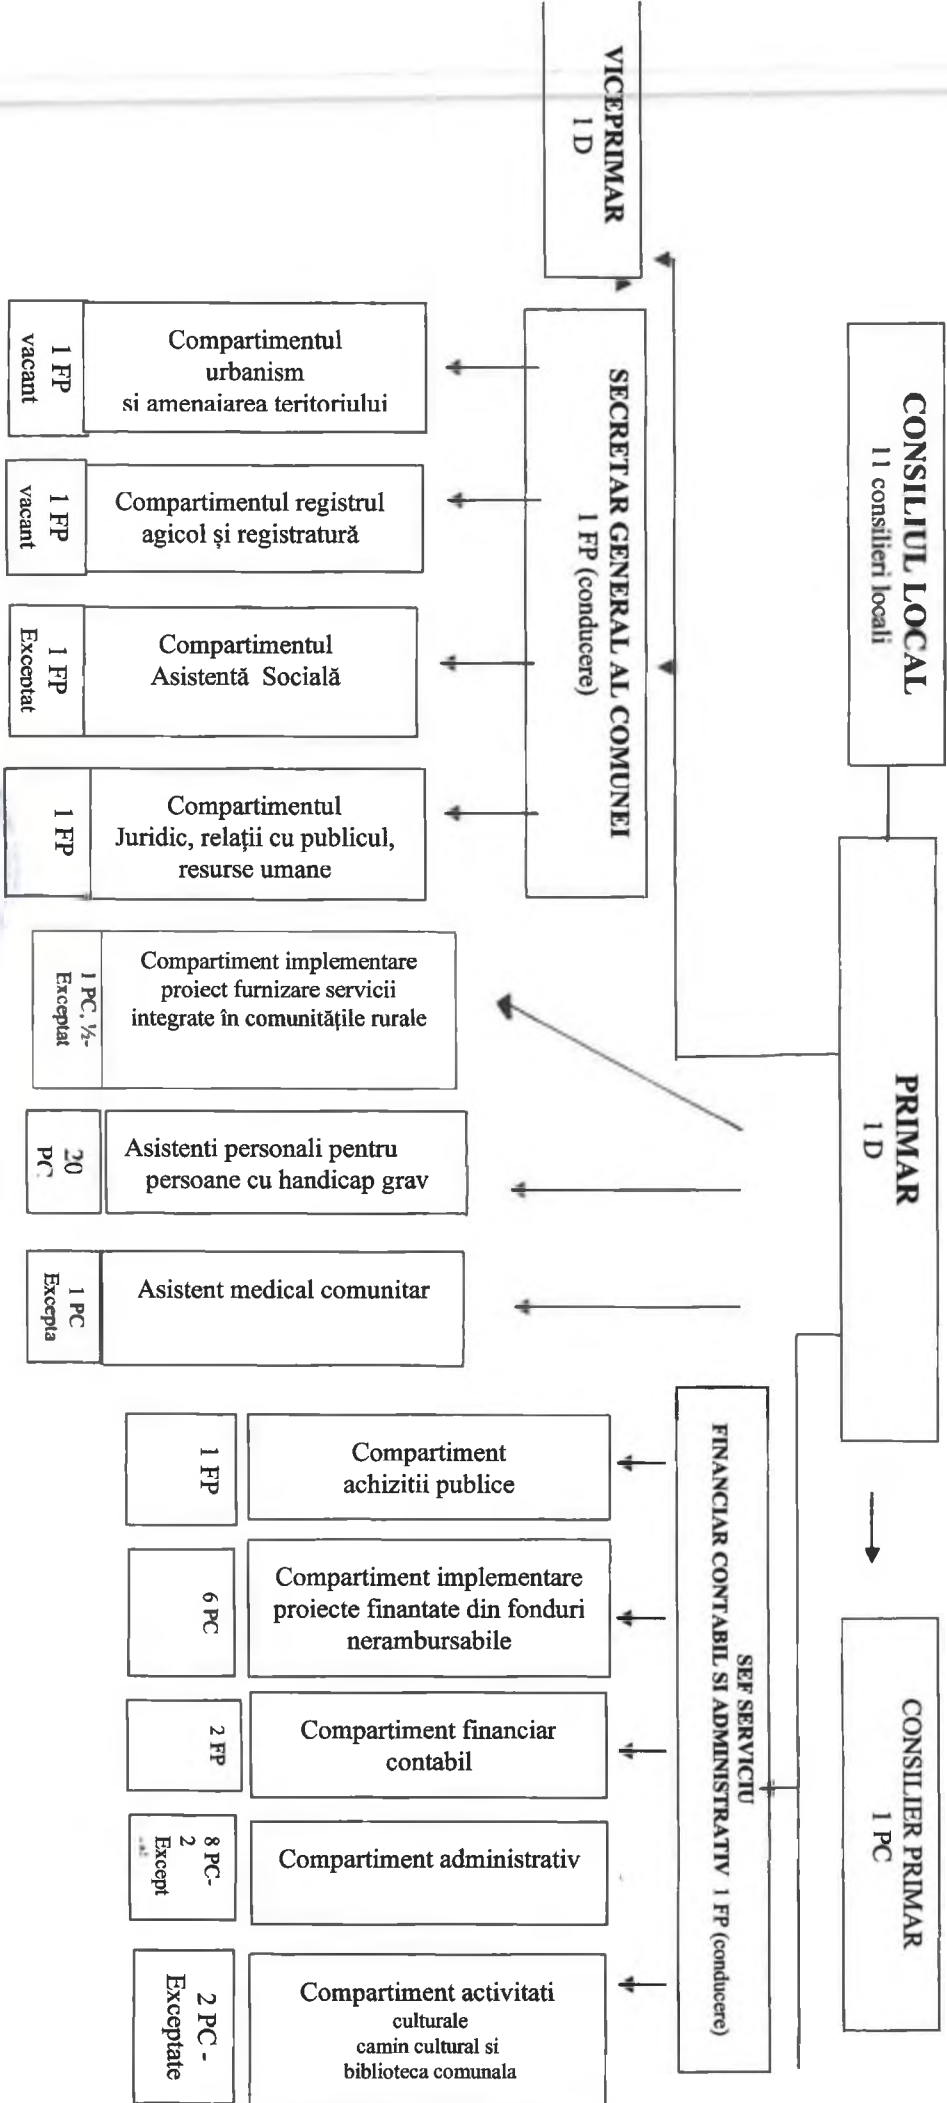 CONSILIUL LOCAL
11 consilieri locali
PRIMAR
1 D
CONSILIER PRIMAR
1 PC
VICEPRIMAR
1 D
SECRETAR GENERAL AL COMUNEI
1 FP (conducere)
SEF SERVICIU
FINANCIAR CONTABIL SI ADMINISTRATIV 1 FP (conducere)
Compartimentul
urbanism
si amenaiarea teritoriului
1 FP
vacant
Compartimentul registrul
agicol și registratură
1 FP
vacant
Compartimentul
Asistentă Socială
1 FP
Exceptat
Compartimentul
Juridic, relații cu publicul,
resurse umane
1 FP
Compartiment implementare
proiect furnizare servicii
integrate în comunitățile rurale
1 PC, ½-
Exceptat
Asistenti personali pentru
persoane cu handicap grav
20
PC
Asistent medical comunitar
1 PC
Excepta
Compartiment
achizitii publice
1 FP
Compartiment implementare
proiecte finantate din fonduri
nerambursabile
6 PC
Compartiment financiar
contabil
2 FP
Compartiment administrativ
8 PC-
2
Except
Compartiment activitati
culturale
camin cultural si
biblioteca comunala
2 PC -
Exceptate